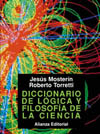 Jesús Mosterín
Roberto Torretti
DICCIONARIO
DE LÓGICA Y
FILOSOFÍA DE
LA CIENCIA
Alianza Editorial